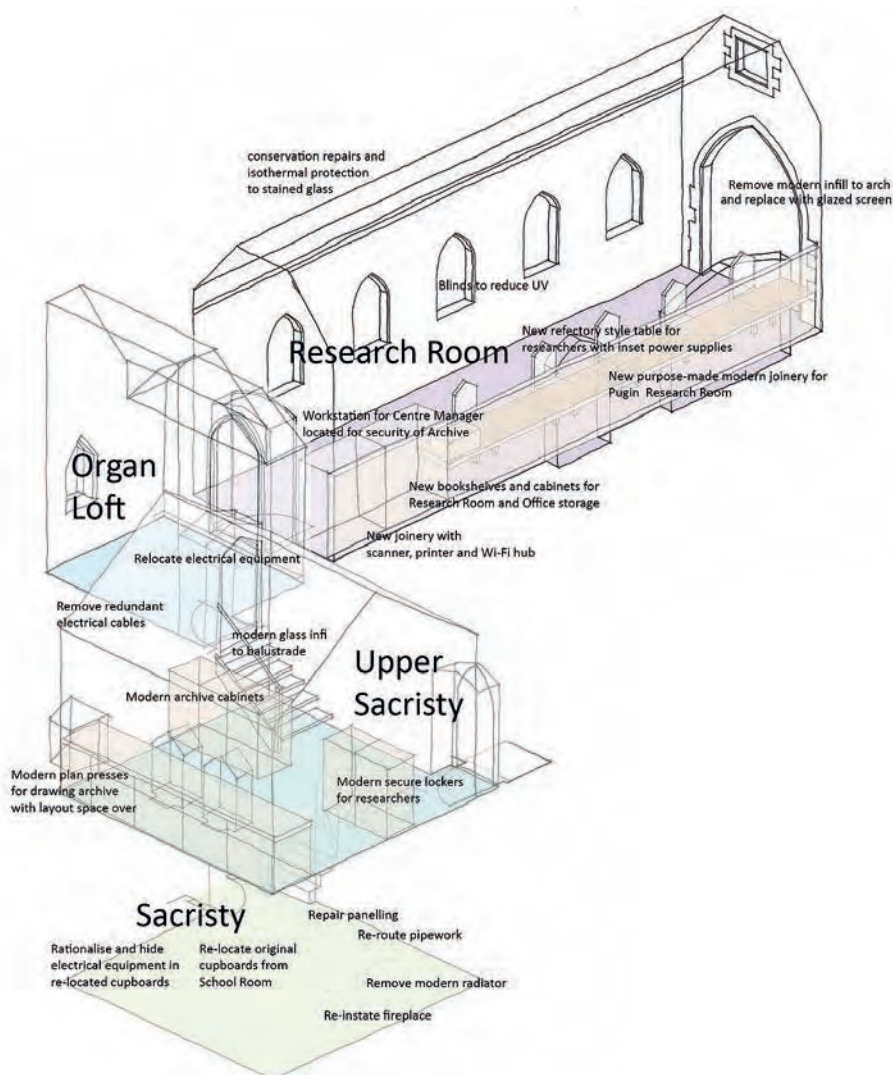 conservation repairs and
isothermal protection
to stained glass
Remove modern infill to arch
and replace with glazed screen
Blinds to reduce UV
Research Room
New refectory style table for
researchers with inset power supplies
New purpose-made modern joinery for
Pugin Research Room
Workstation for Centre Manager
located for security of Archive
Organ
Loft
New bookshelves and cabinets for
Research Room and Office storage
New joinery with
scanner, printer and Wi-Fi hub
Relocate electrical equipment
Remove redundant
electrical cables
modern glass infi
to balustrade
Upper
Sacristy
Modern archive cabinets
Modern plan presses
for drawing archive
with layout space over
Modern secure lockers
for researchers
Sacristy
Repair panelling
Re-route pipework
Rationalise and hide
electrical equipment in
re-located cupboards
Re-locate original
cupboards from
School Room
Remove modern radiator
Re-instate fireplace